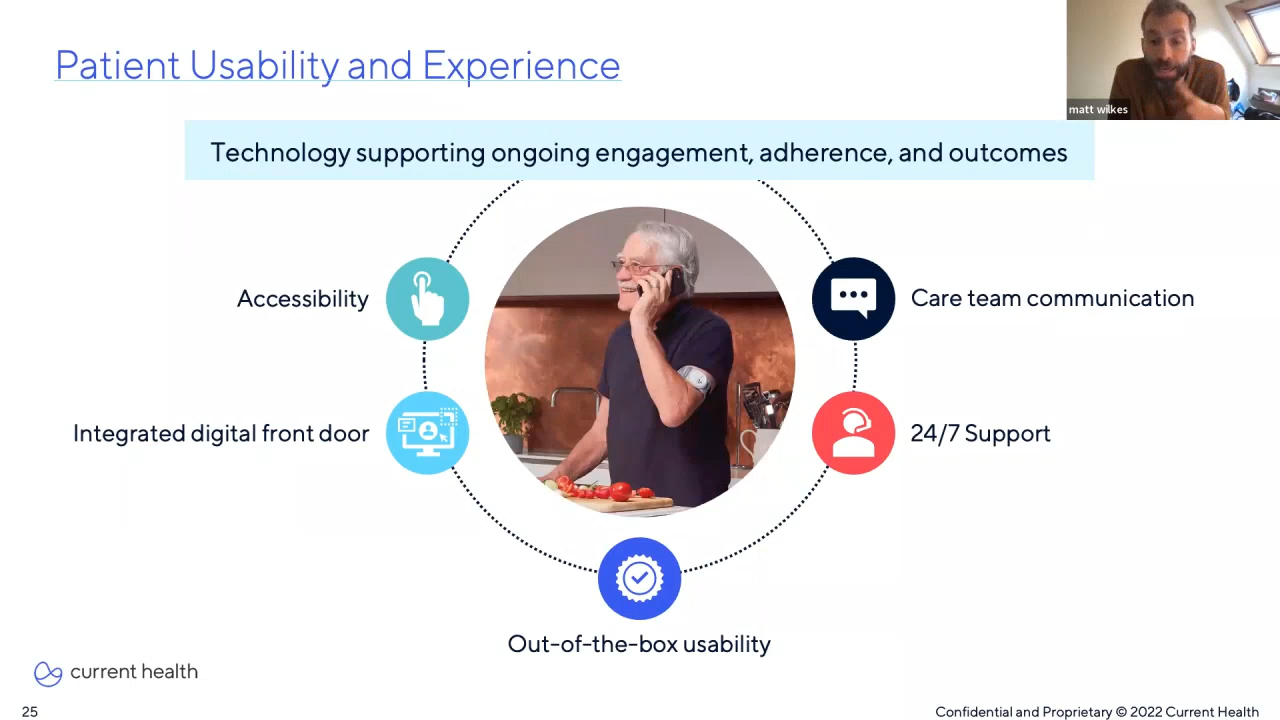 Patient Usability and Experience
matt wilkes
Technology supporting ongoing engagement, adherence, and outcomes
Accessibility
Care team communication
Integrated digital front door
24/7 Support
Out-of-the-box usability
current health
25
Confidential and Proprietary © 2022 Current Health